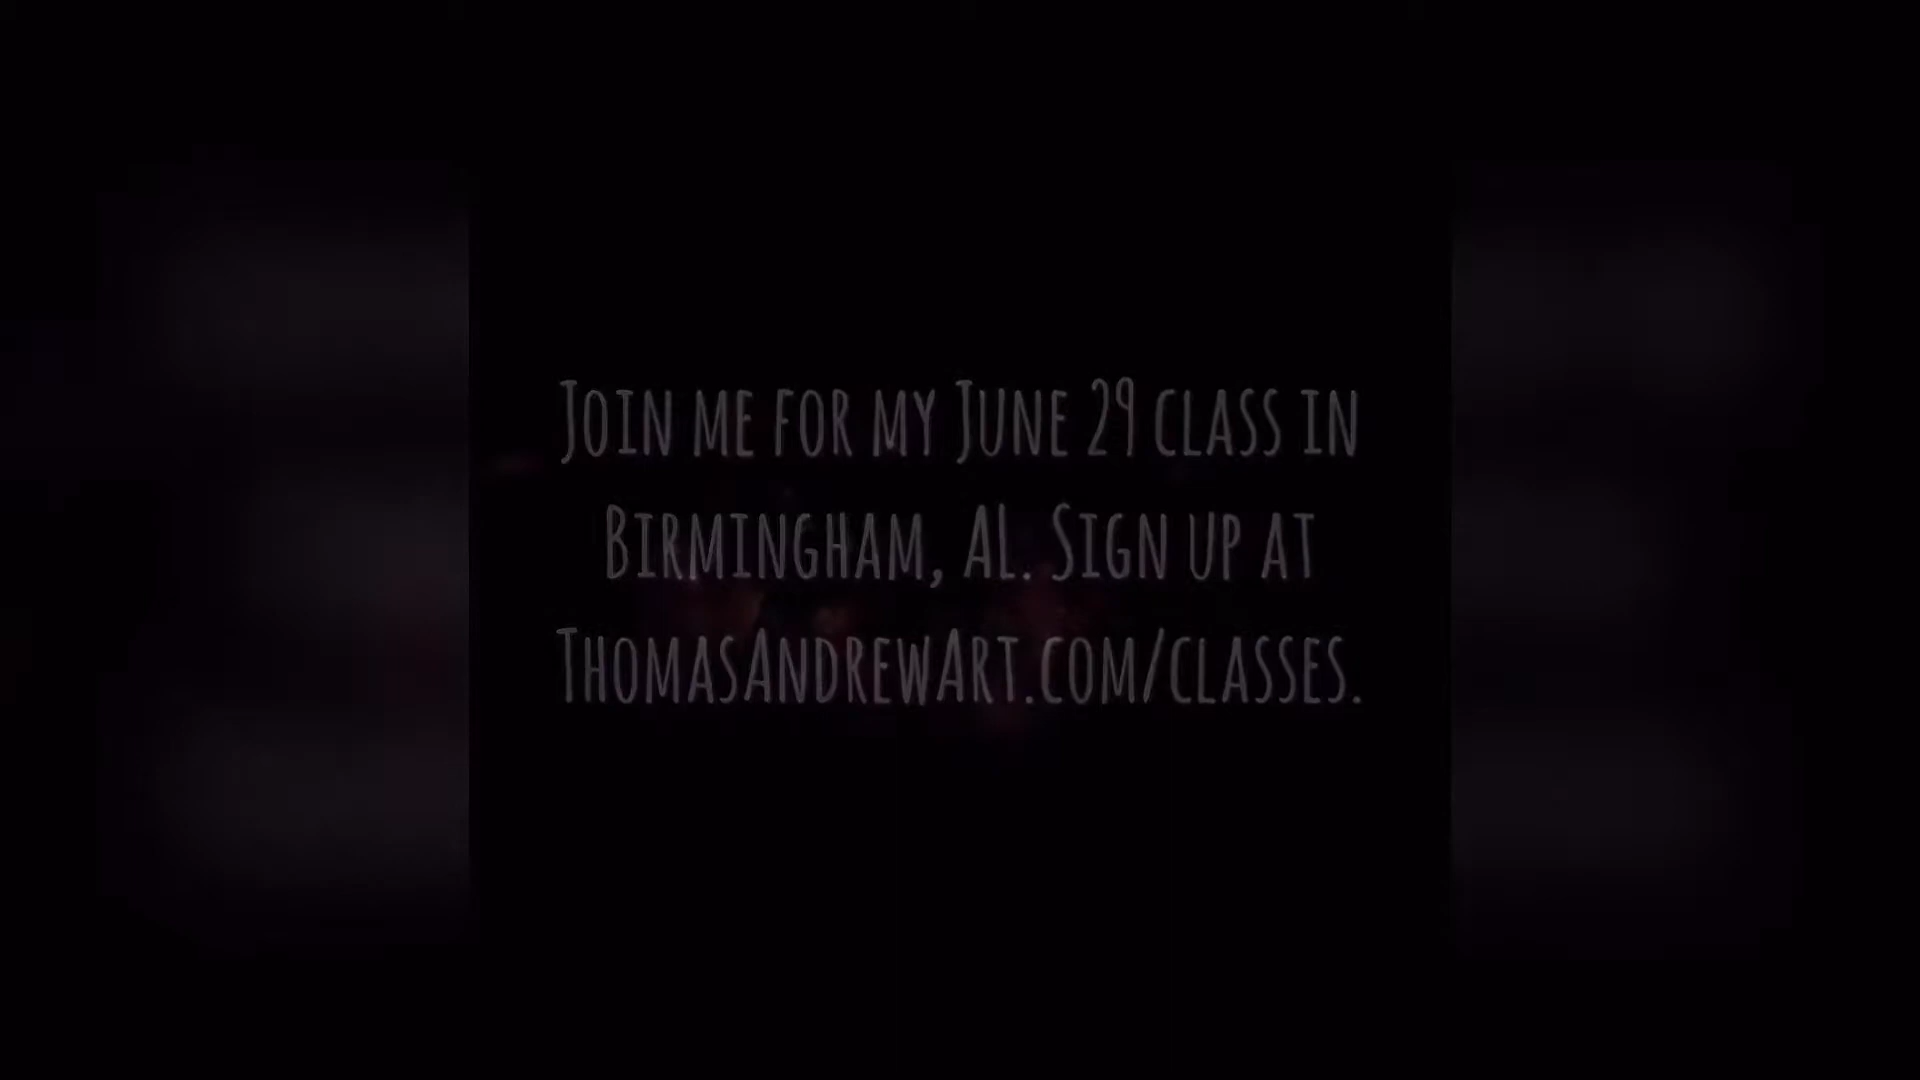 Join me for my June 29 class in
Birmingham, AL. Sign up at
ThomasAndrewArt.com/classes.